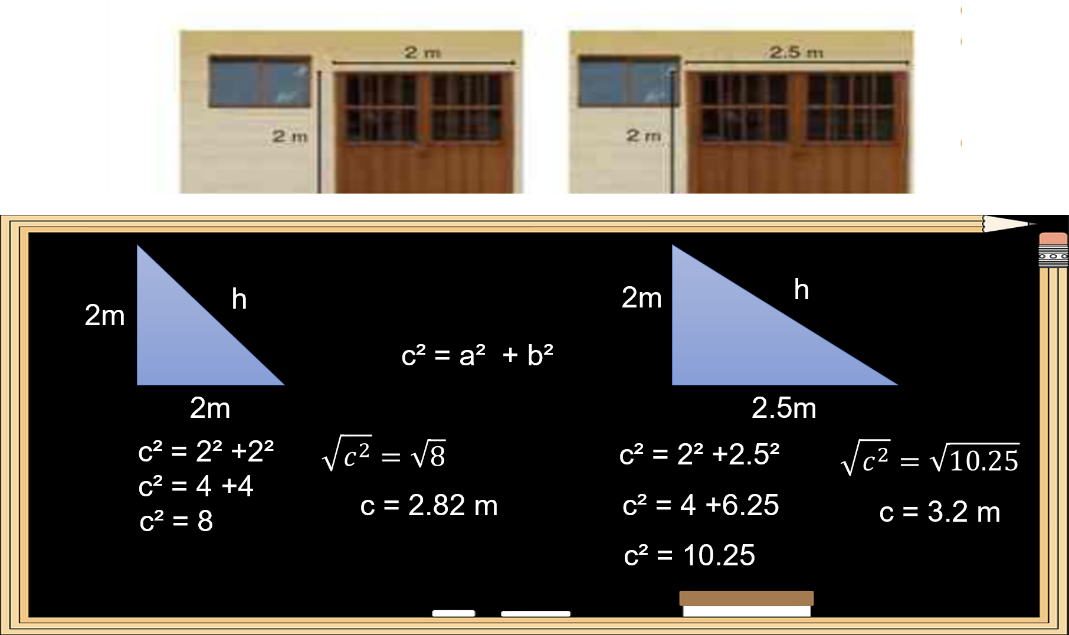 2 m
2 m
2.5 m
2 m
2m
h
2m
c² = a² + b²
2m
h
2.5m
c² = 2² +2²
c² = 4 +4
c² = 8
√c² = √8
c = 2.82 m
c² = 2² +2.5²
c² = 4 +6.25
c² = 10.25
√c² = √10.25
c = 3.2 m